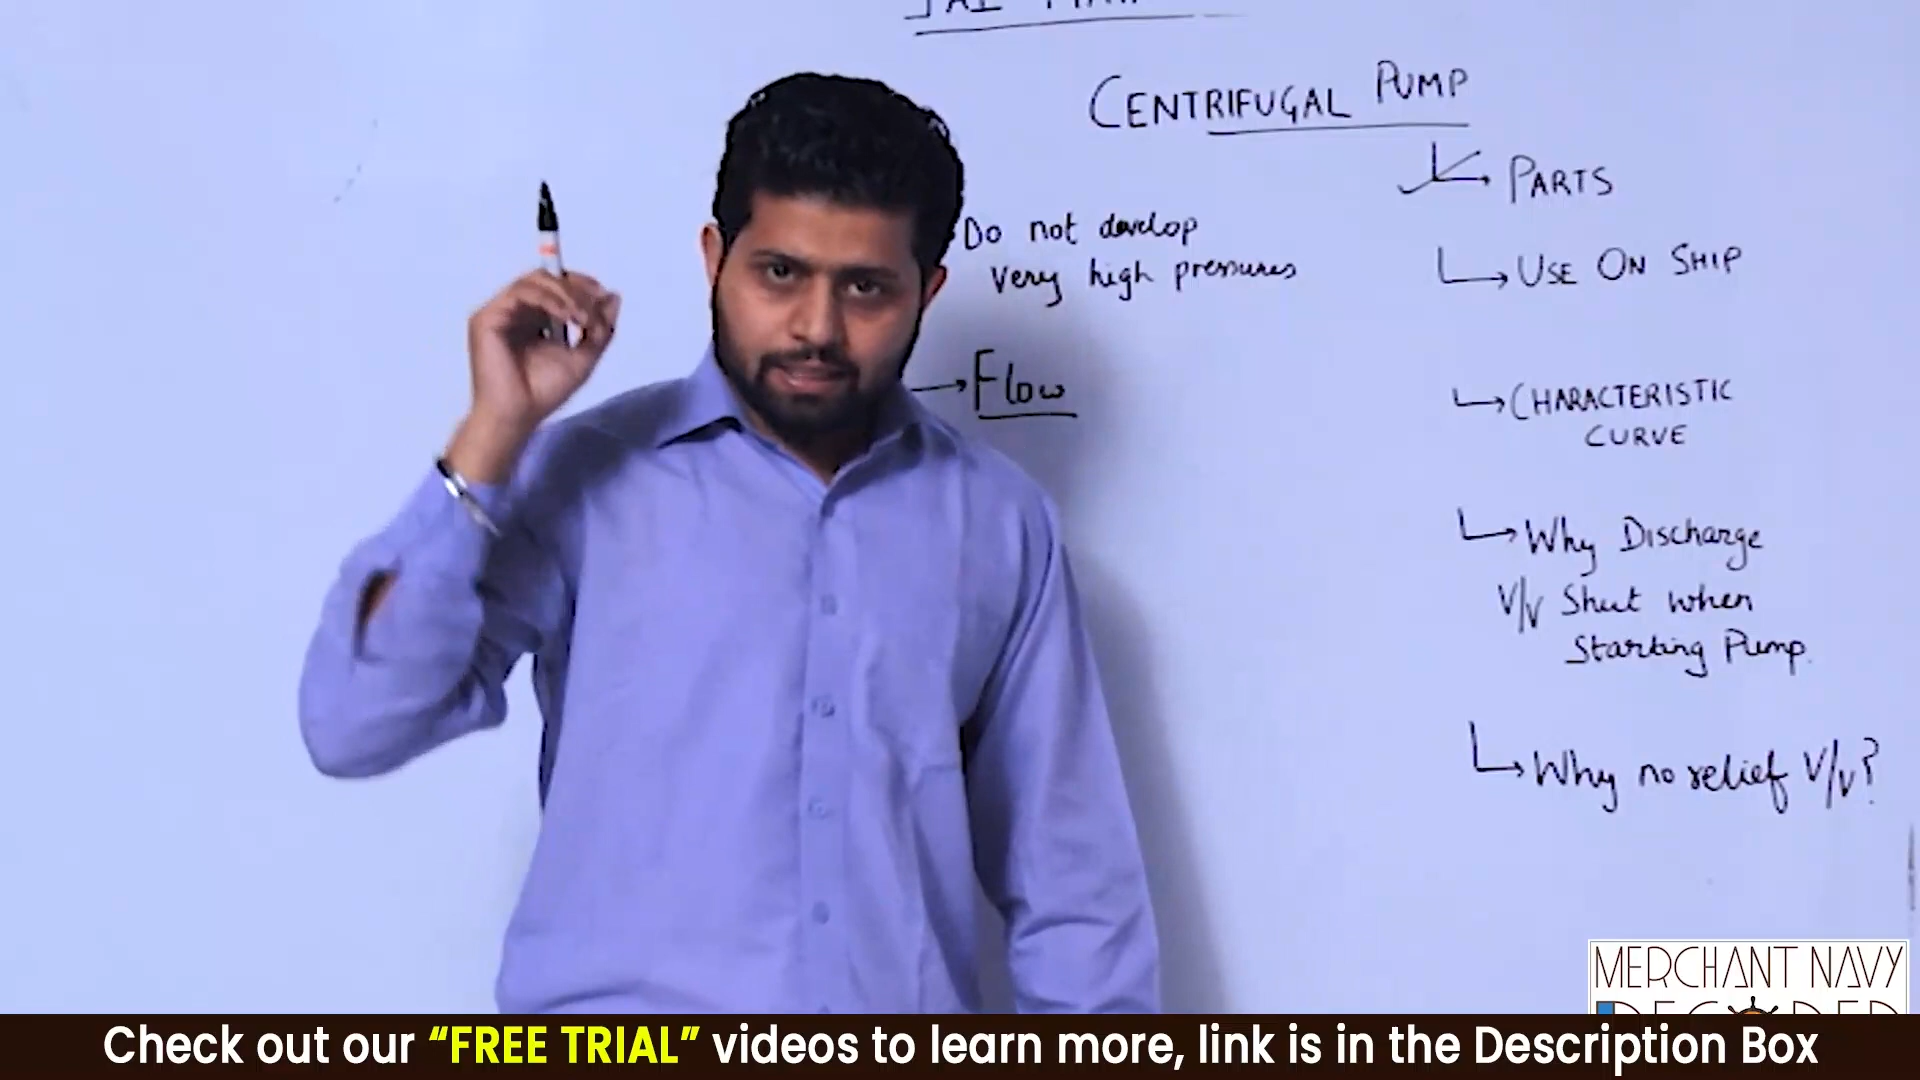 CENTRIFUGAL PUMP
PARTS
Do not develop
very high pressures
USE ON SHIP
Flow
CHARACTERISTIC
CURVE
Why Discharge
V/V Shut when
Starting Pump.
Why no relief V/V?
MERCHANT NAVY
DECODED
Check out our “FREE TRIAL” videos to learn more, link is in the Description Box